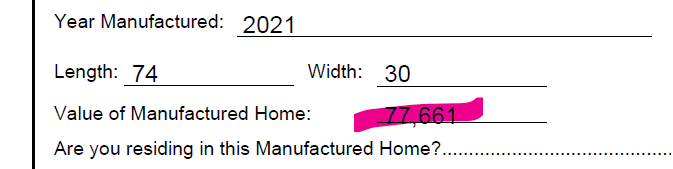 Year Manufactured: 2021
Length: 74 Width: 30
Value of Manufactured Home: 77,661
Are you residing in this Manufactured Home?..........................................